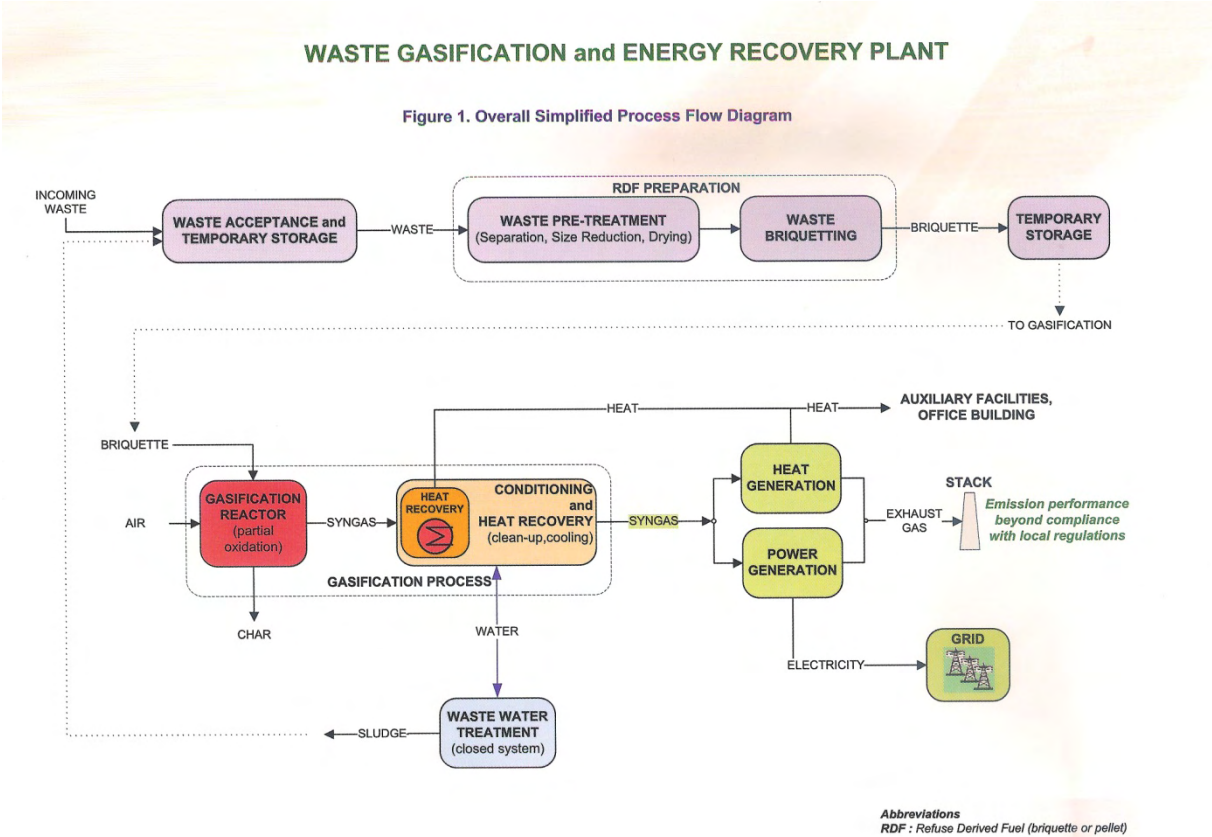 WASTE GASIFICATION and ENERGY RECOVERY PLANT
Figure 1. Overall Simplified Process Flow Diagram
INCOMING
WASTE
WASTE ACCEPTANCE and
TEMPORARY STORAGE
WASTE
RDF PREPARATION
WASTE PRE-TREATMENT
(Separation, Size Reduction, Drying)
WASTE
BRIQUETTING
BRIQUETTE
TEMPORARY
STORAGE
TO GASIFICATION
HEAT
HEAT
AUXILIARY FACILITIES,
OFFICE BUILDING
BRIQUETTE
AIR
GASIFICATION
REACTOR
(partial
oxidation)
SYNGAS
HEAT
RECOVERY
CONDITIONING
and
HEAT RECOVERY
(clean-up,cooling)
GASIFICATION PROCESS
SYNGAS
HEAT
GENERATION
POWER
GENERATION
EXHAUST
GAS
STACK
Emission performance
beyond compliance
with local regulations
CHAR
WATER
ELECTRICITY
GRID
WASTE WATER
TREATMENT
(closed system)
SLUDGE
Abbreviations
RDF : Refuse Derived Fuel (briquette or pellet)